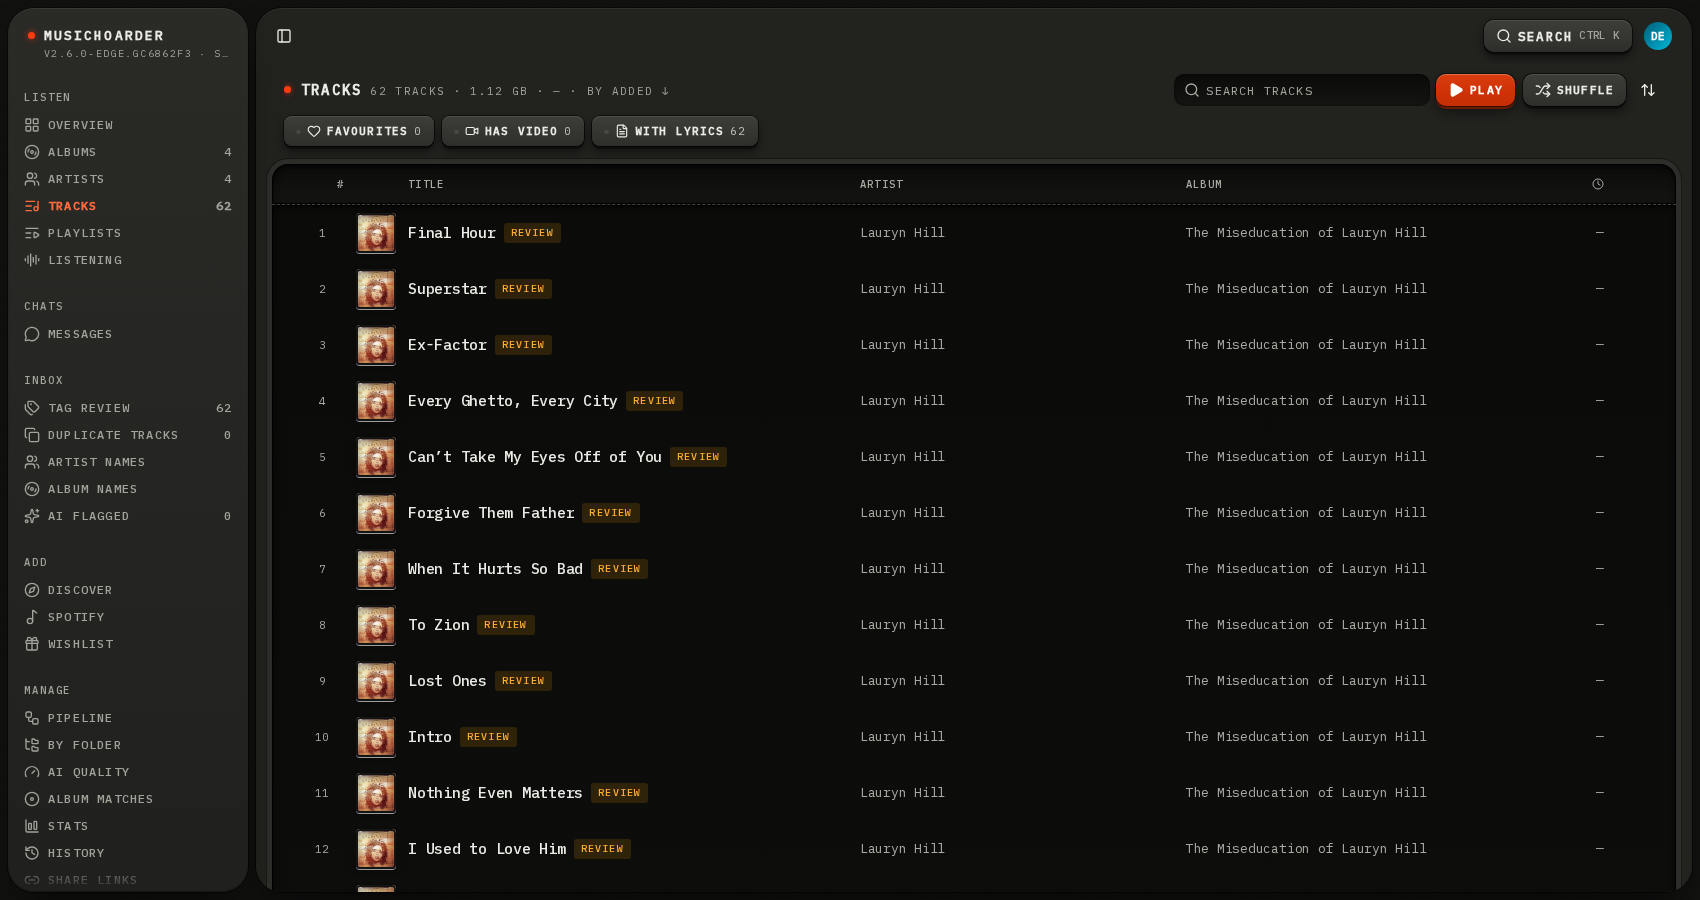 MUSICHOARDER
V2.6.0-EDGE.GC6862F3 · S…
LISTEN
OVERVIEW
ALBUMS 4
ARTISTS 4
TRACKS 62
PLAYLISTS
LISTENING
CHATS
MESSAGES
INBOX
TAG REVIEW 62
DUPLICATE TRACKS 0
ARTIST NAMES
ALBUM NAMES
AI FLAGGED 0
ADD
DISCOVER
SPOTIFY
WISHLIST
MANAGE
PIPELINE
BY FOLDER
AI QUALITY
ALBUM MATCHES
STATS
HISTORY
SHARE LINKS
SEARCH CTRL K DE
TRACKS 62 TRACKS · 1.12 GB · — · BY ADDED ↓
SEARCH TRACKS PLAY SHUFFLE
FAVOURITES 0 HAS VIDEO 0 WITH LYRICS 62
# TITLE ARTIST ALBUM
1 Final Hour REVIEW Lauryn Hill The Miseducation of Lauryn Hill —
2 Superstar REVIEW Lauryn Hill The Miseducation of Lauryn Hill —
3 Ex-Factor REVIEW Lauryn Hill The Miseducation of Lauryn Hill —
4 Every Ghetto, Every City REVIEW Lauryn Hill The Miseducation of Lauryn Hill —
5 Can’t Take My Eyes Off of You REVIEW Lauryn Hill The Miseducation of Lauryn Hill —
6 Forgive Them Father REVIEW Lauryn Hill The Miseducation of Lauryn Hill —
7 When It Hurts So Bad REVIEW Lauryn Hill The Miseducation of Lauryn Hill —
8 To Zion REVIEW Lauryn Hill The Miseducation of Lauryn Hill —
9 Lost Ones REVIEW Lauryn Hill The Miseducation of Lauryn Hill —
10 Intro REVIEW Lauryn Hill The Miseducation of Lauryn Hill —
11 Nothing Even Matters REVIEW Lauryn Hill The Miseducation of Lauryn Hill —
12 I Used to Love Him REVIEW Lauryn Hill The Miseducation of Lauryn Hill —